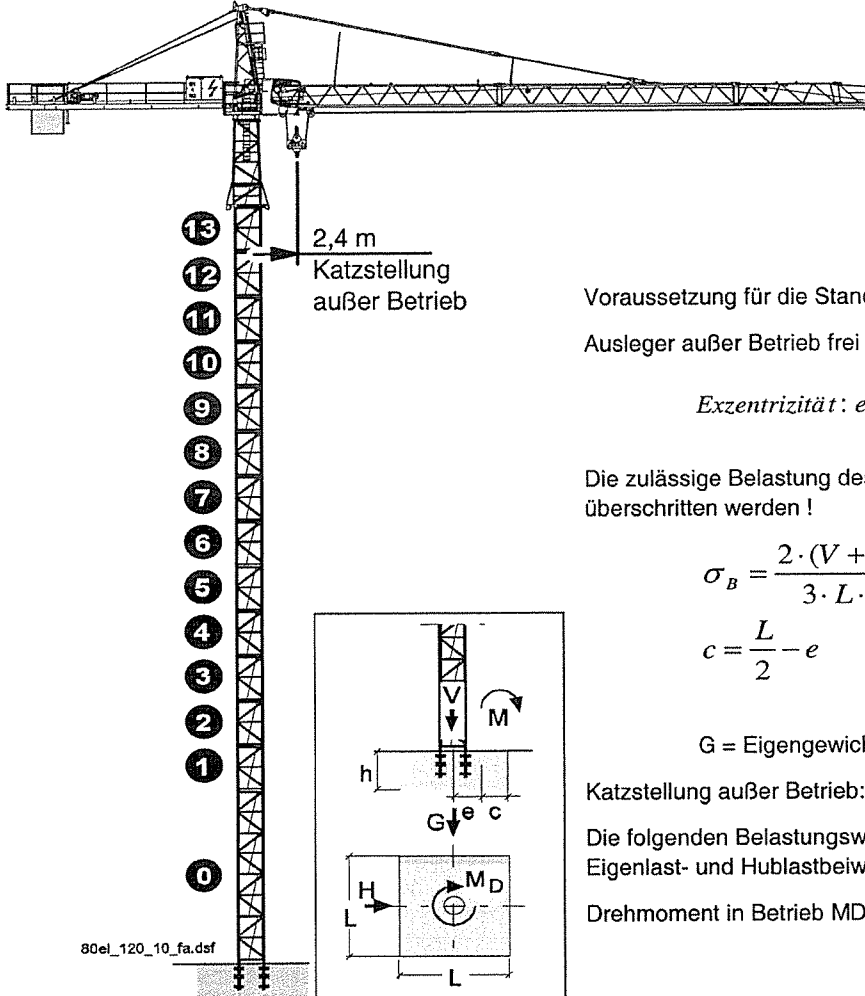 13
2,4 m
Katzstellung
außer Betrieb
12
11
10
9
8
7
6
5
4
3
2
1
0
80el_120_10_fa.dsf
V
M
h
e c
G
H
M_D
L
L
Voraussetzung für die Stand
Ausleger außer Betrieb frei
Exzentrizität: e
Die zulässige Belastung des
überschritten werden !
σ_B = 2·(V + / 3·L·
c = L/2 − e
G = Eigengewich
Katzstellung außer Betrieb:
Die folgenden Belastungsw
Eigenlast- und Hublastbeiw
Drehmoment in Betrieb MD